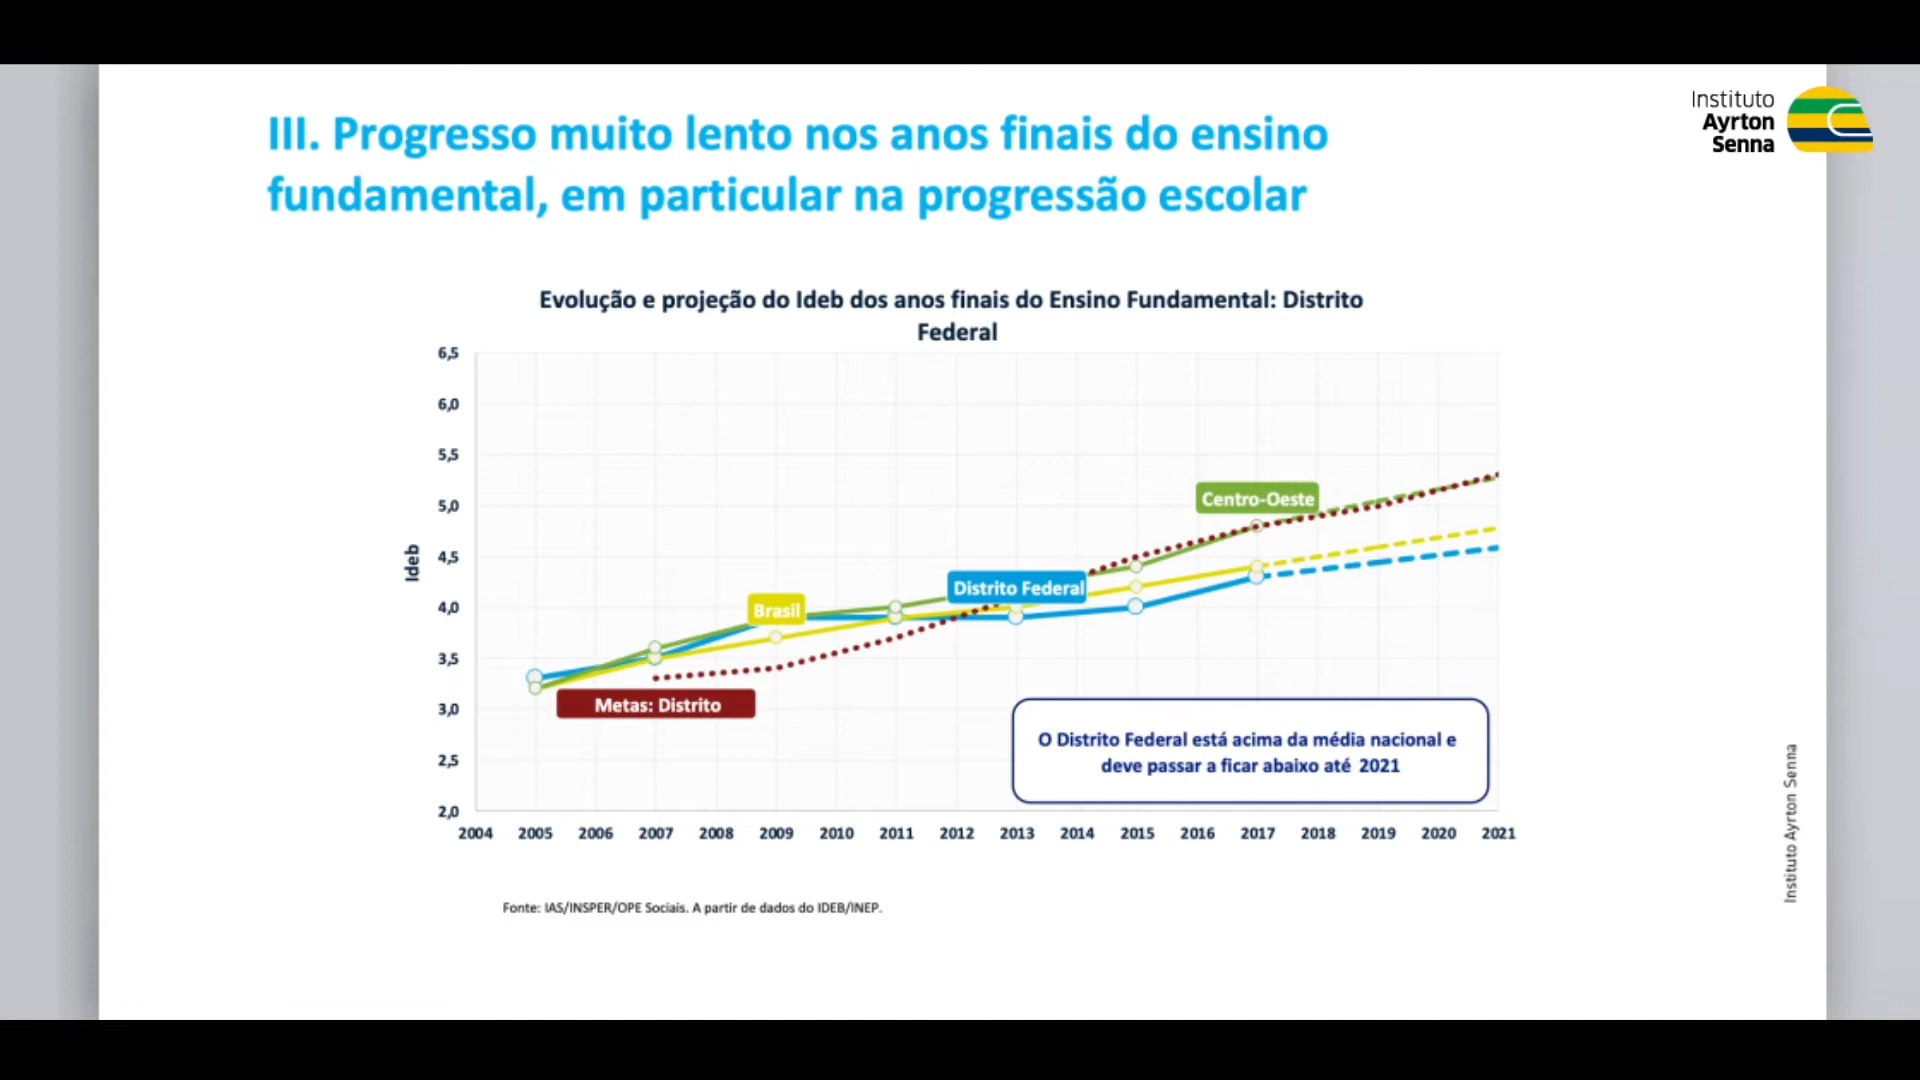 III. Progresso muito lento nos anos finais do ensino
fundamental, em particular na progressão escolar
Instituto
Ayrton
Senna
Evolução e projeção do Ideb dos anos finais do Ensino Fundamental: Distrito
Federal
Ideb
6,5
6,0
5,5
5,0
4,5
4,0
3,5
3,0
2,5
2,0
Centro-Oeste
Distrito Federal
Brasil
Metas: Distrito
O Distrito Federal está acima da média nacional e
deve passar a ficar abaixo até 2021
2004 2005 2006 2007 2008 2009 2010 2011 2012 2013 2014 2015 2016 2017 2018 2019 2020 2021
Fonte: IAS/INSPER/OPE Sociais. A partir de dados do IDEB/INEP.
Instituto Ayrton Senna